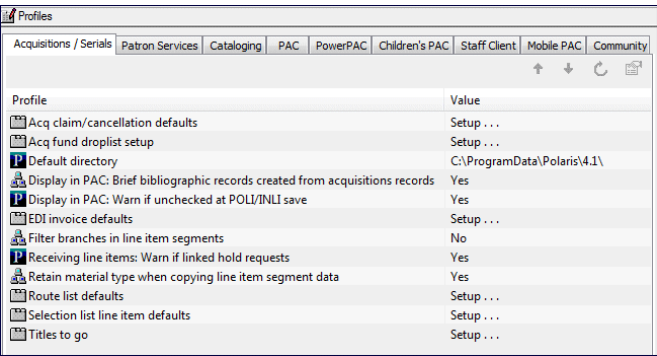 Profiles
Acquisitions / Serials Patron Services Cataloging PAC PowerPAC Children's PAC Staff Client Mobile PAC Community
Profile Value
Acq claim/cancellation defaults Setup . . .
Acq fund droplist setup Setup . . .
Default directory C:\ProgramData\Polaris\4.1\
Display in PAC: Brief bibliographic records created from acquisitions records Yes
Display in PAC: Warn if unchecked at POLI/INLI save Yes
EDI invoice defaults Setup . . .
Filter branches in line item segments No
Receiving line items: Warn if linked hold requests Yes
Retain material type when copying line item segment data Yes
Route list defaults Setup . . .
Selection list line item defaults Setup . . .
Titles to go Setup . . .